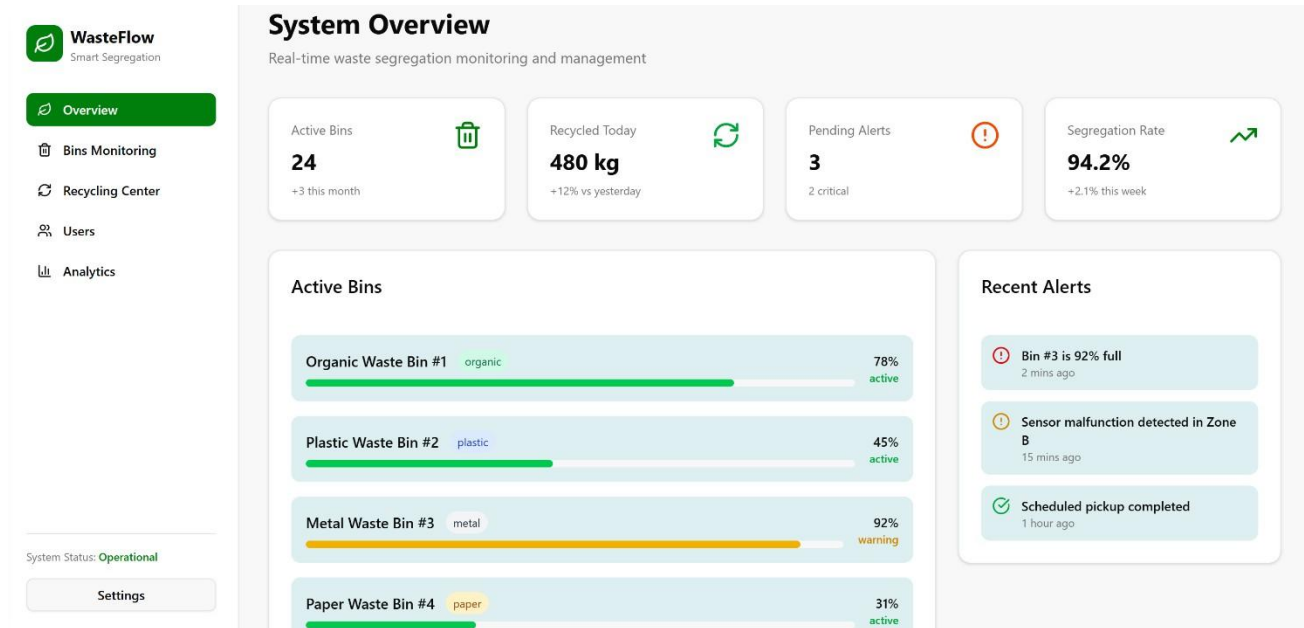 WasteFlow
Smart Segregation
Overview
Bins Monitoring
Recycling Center
Users
Analytics
System Status: Operational
Settings
System Overview
Real-time waste segregation monitoring and management
Active Bins
24
+3 this month
Recycled Today
480 kg
+12% vs yesterday
Pending Alerts
3
2 critical
Segregation Rate
94.2%
+2.1% this week
Active Bins
Organic Waste Bin #1 organic 78%
active
Plastic Waste Bin #2 plastic 45%
active
Metal Waste Bin #3 metal 92%
warning
Paper Waste Bin #4 paper 31%
active
Recent Alerts
Bin #3 is 92% full
2 mins ago
Sensor malfunction detected in Zone
B
15 mins ago
Scheduled pickup completed
1 hour ago